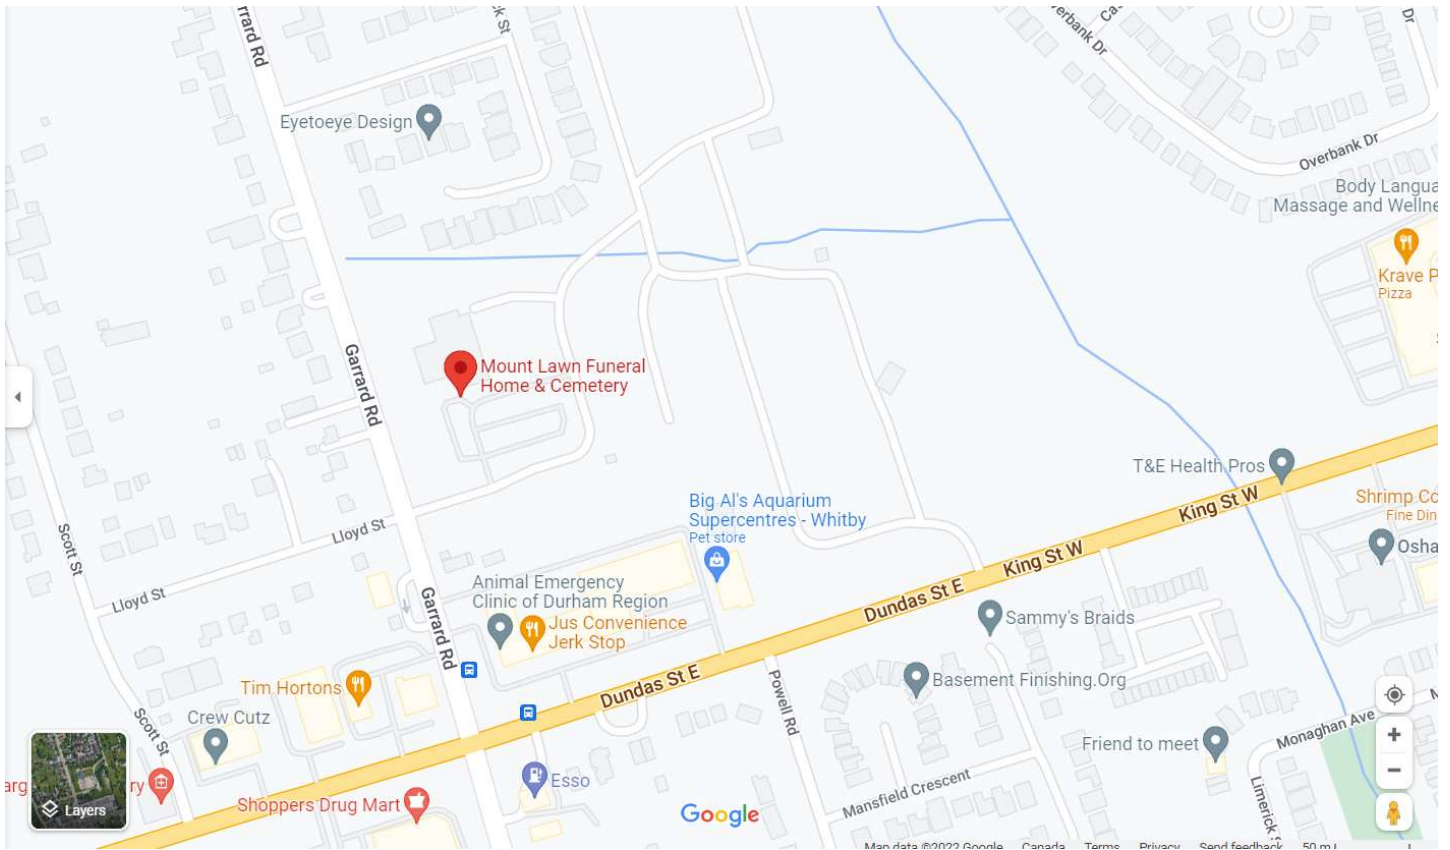 Garrard Rd
Eyetoeye Design
Overbank Dr
Dr
Overbank Dr
Body Langua
Massage and Wellne
Krave P
Pizza
Mount Lawn Funeral
Home & Cemetery
Garrard Rd
T&E Health Pros
King St W
Shrimp Co
Fine Din
Osha
Big Al's Aquarium
Supercentres - Whitby
Pet store
Lloyd St
Scott St
King St W
Animal Emergency
Clinic of Durham Region
Jus Convenience
Jerk Stop
Lloyd St
Garrard Rd
Dundas St E
Sammy's Braids
Tim Hortons
Dundas St E
Basement Finishing.Org
Powell Rd
Crew Cutz
Scott St
Friend to meet
Monaghan Ave
Layers
Esso
Shoppers Drug Mart
Google
Mansfield Crescent
Limerick S
Map data ©2022 Google Canada Terms Privacy Send feedback 50 m